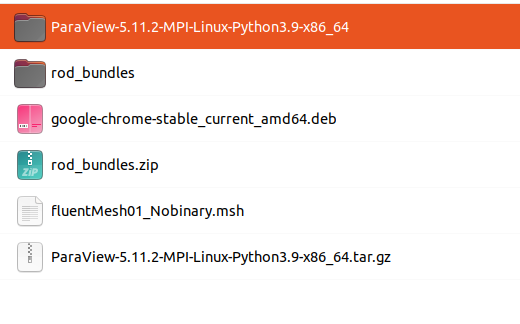 ParaView-5.11.2-MPI-Linux-Python3.9-x86_64
rod_bundles
google-chrome-stable_current_amd64.deb
rod_bundles.zip
fluentMesh01_Nobinary.msh
ParaView-5.11.2-MPI-Linux-Python3.9-x86_64.tar.gz